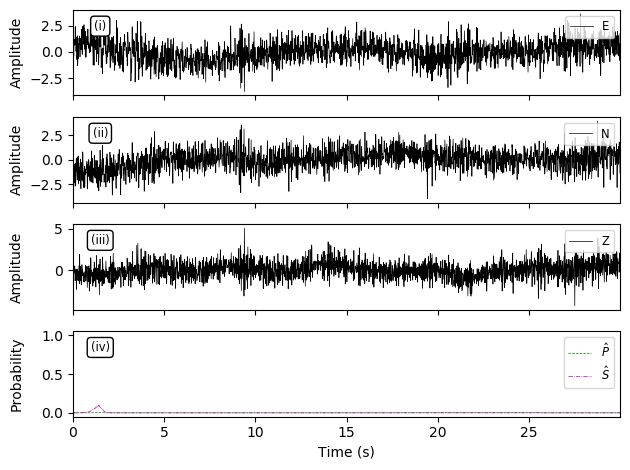 (i)
E
2.5
0.0
−2.5
Amplitude
(ii)
N
2.5
0.0
−2.5
Amplitude
(iii)
Z
5
0
Amplitude
(iv)
P̂
Ŝ
1.0
0.5
0.0
Probability
0 5 10 15 20 25
Time (s)